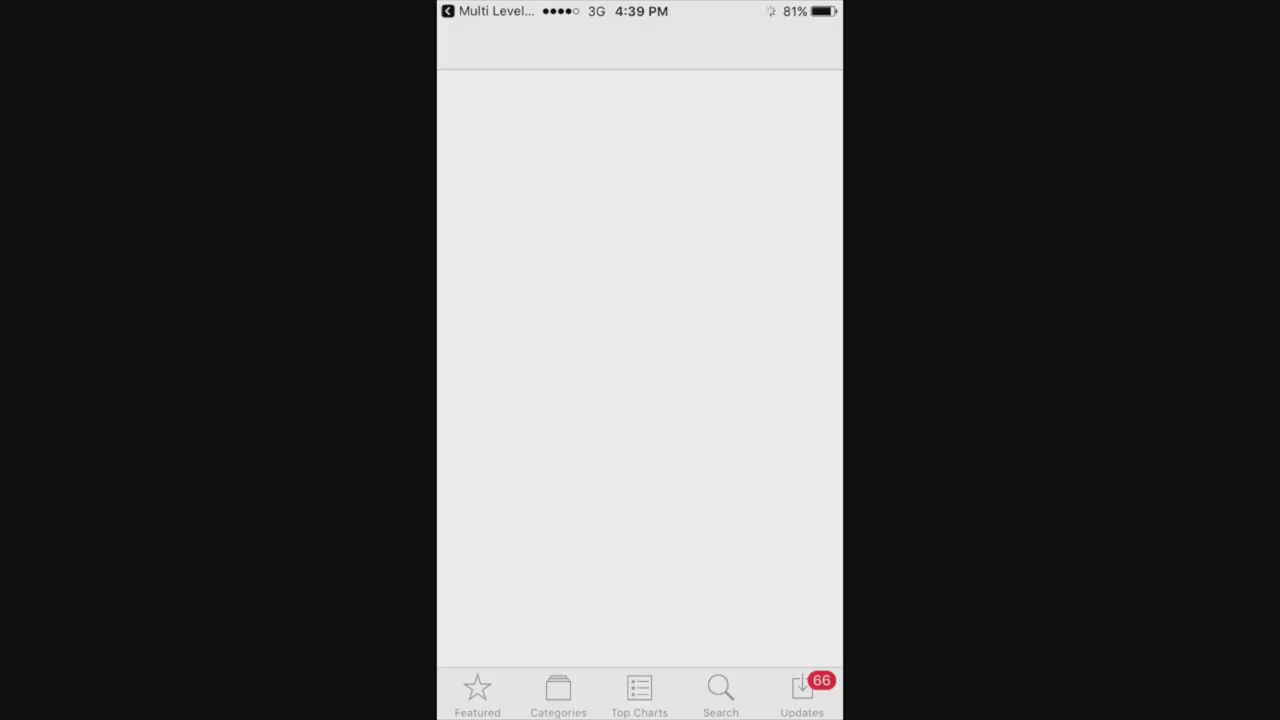 Multi Level... 3G 4:39 PM 81%
66
Featured Categories Top Charts Search Updates